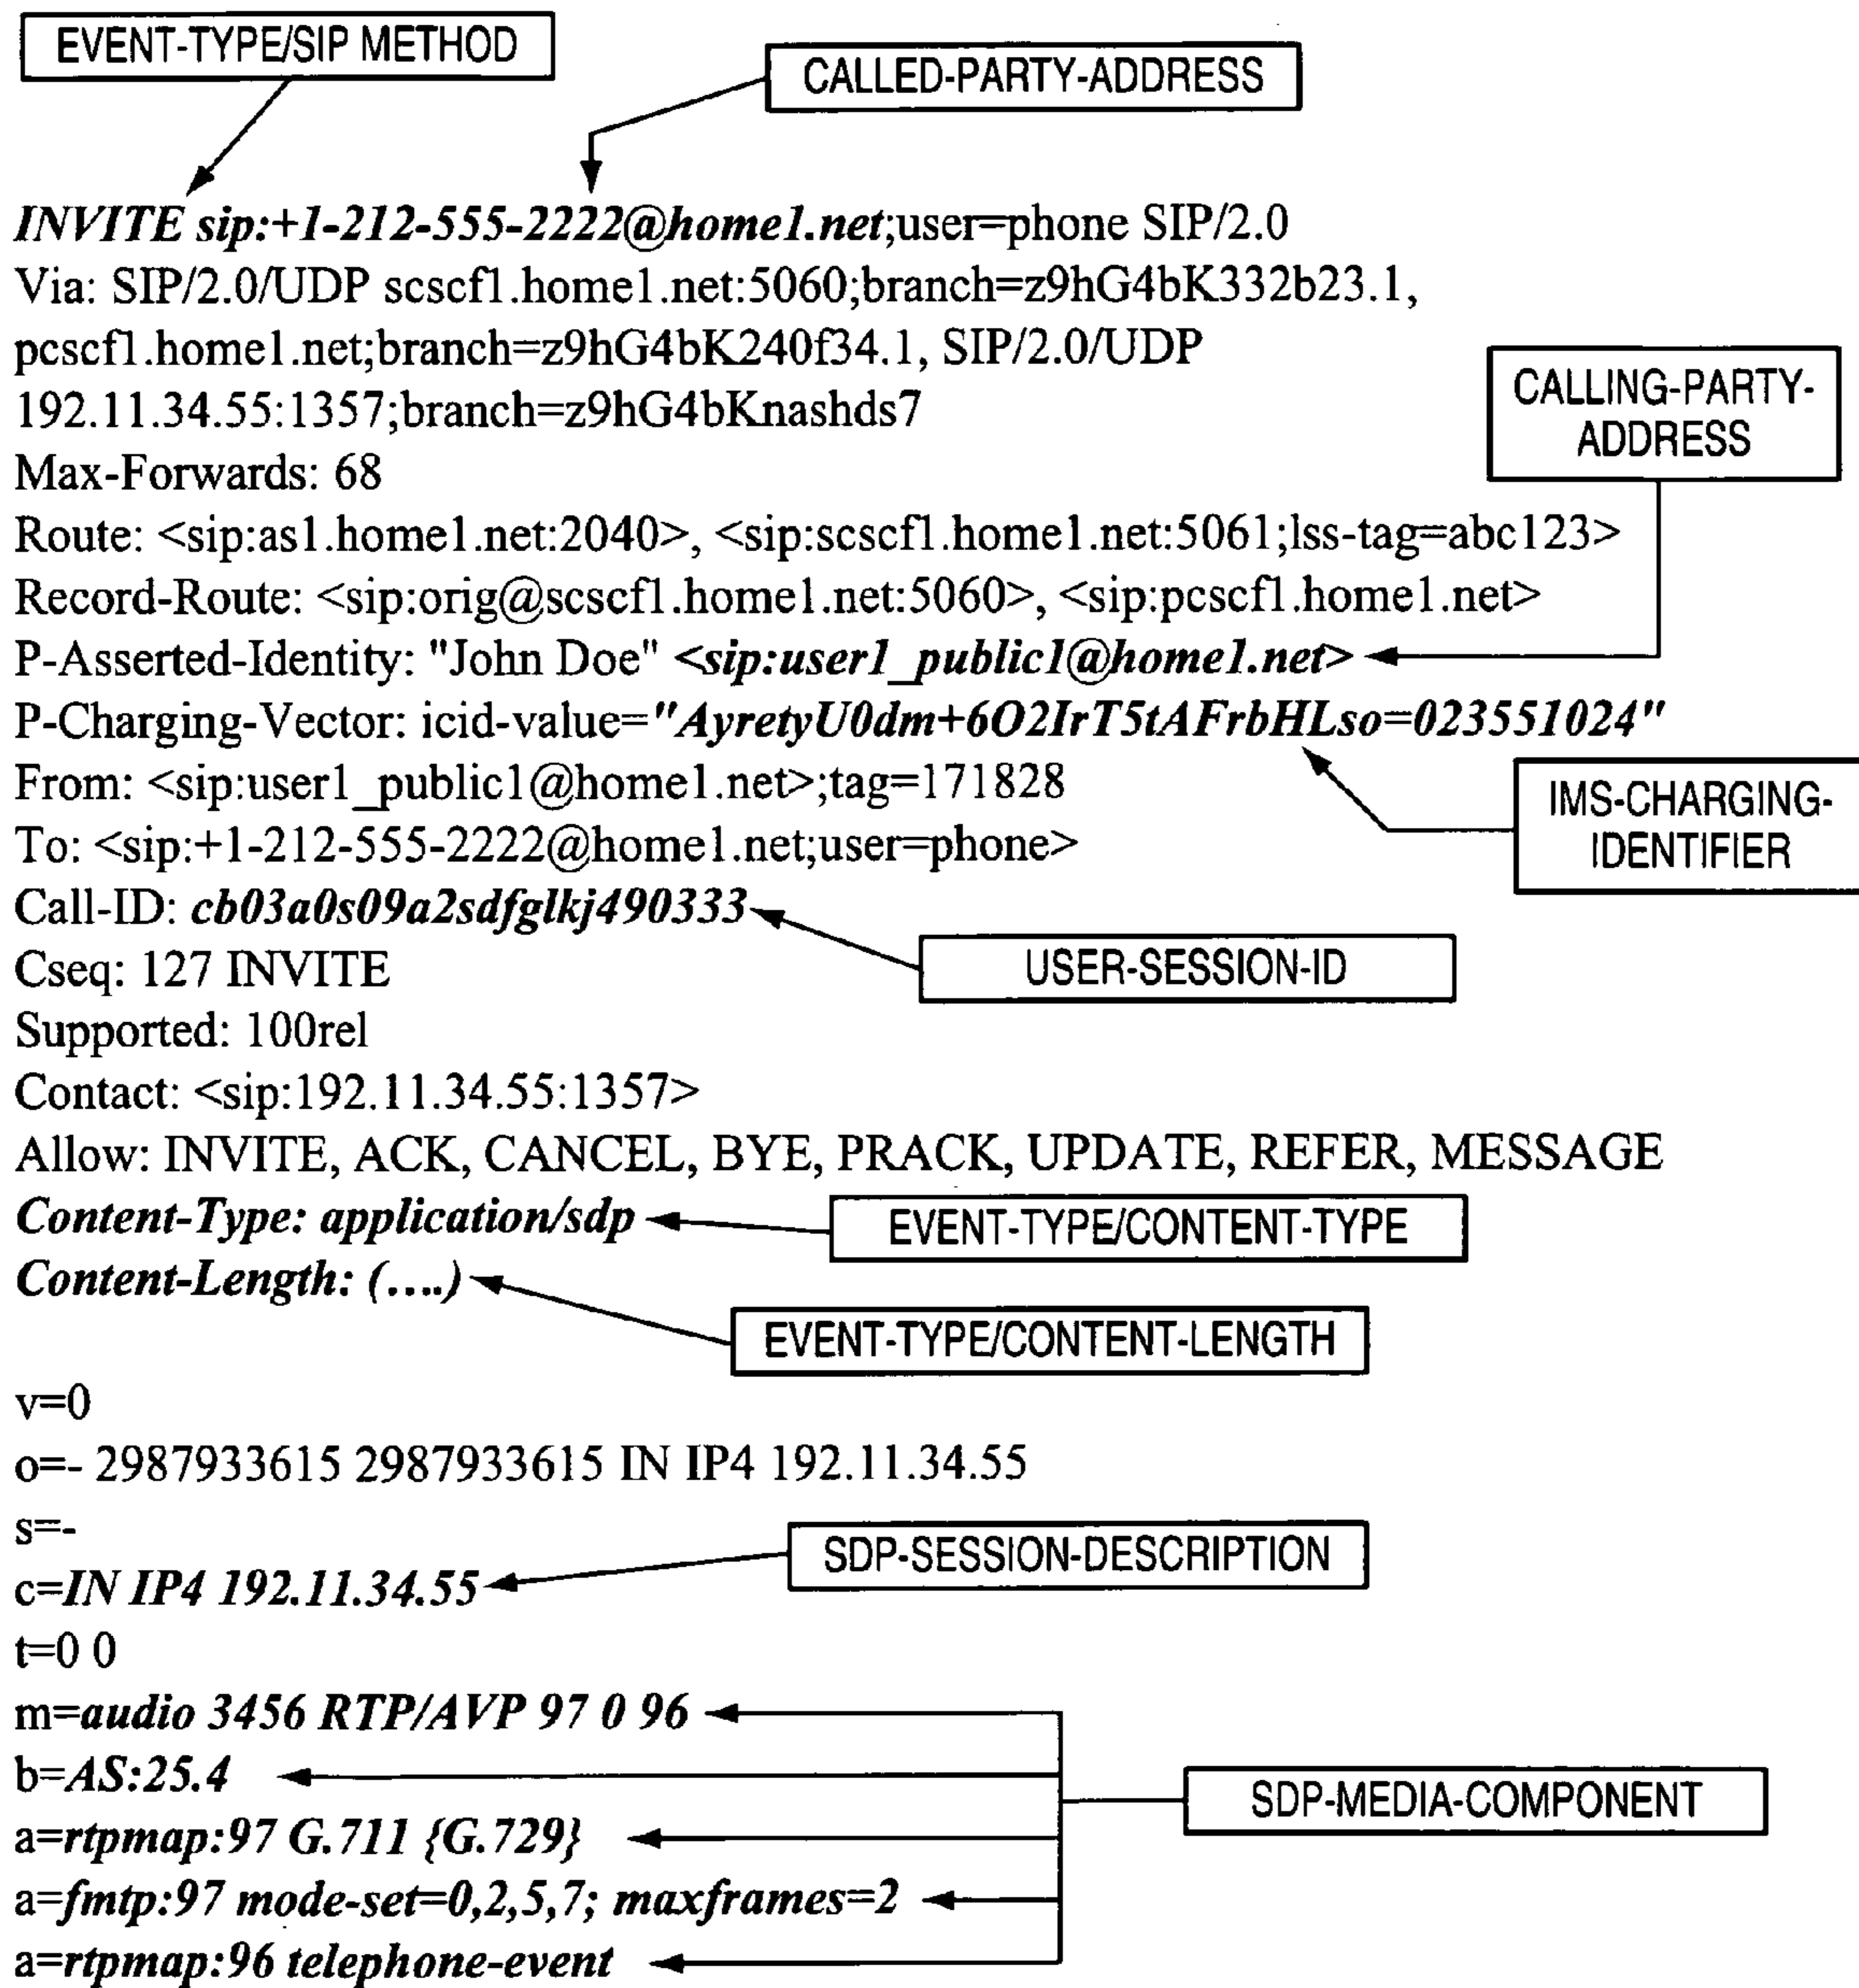 EVENT-TYPE/SIP METHOD
CALLED-PARTY-ADDRESS
INVITE sip:+1-212-555-2222@home1.net;user=phone SIP/2.0
Via: SIP/2.0/UDP scscf1.home1.net:5060;branch=z9hG4bK332b23.1,
pcscf1.home1.net;branch=z9hG4bK240f34.1, SIP/2.0/UDP
192.11.34.55:1357;branch=z9hG4bKnashds7
CALLING-PARTY-
ADDRESS
Max-Forwards: 68
Route: <sip:as1.home1.net:2040>, <sip:scscf1.home1.net:5061;lss-tag=abc123>
Record-Route: <sip:orig@scscf1.home1.net:5060>, <sip:pcscf1.home1.net>
P-Asserted-Identity: "John Doe" <sip:user1_public1@home1.net>
P-Charging-Vector: icid-value="AyretyU0dm+6O2IrT5tAFrbHLso=023551024"
From: <sip:user1_public1@home1.net>;tag=171828
IMS-CHARGING-
IDENTIFIER
To: <sip:+1-212-555-2222@home1.net;user=phone>
Call-ID: cb03a0s09a2sdfglkj490333
USER-SESSION-ID
Cseq: 127 INVITE
Supported: 100rel
Contact: <sip:192.11.34.55:1357>
Allow: INVITE, ACK, CANCEL, BYE, PRACK, UPDATE, REFER, MESSAGE
Content-Type: application/sdp
EVENT-TYPE/CONTENT-TYPE
Content-Length: (....)
EVENT-TYPE/CONTENT-LENGTH
v=0
o=- 2987933615 2987933615 IN IP4 192.11.34.55
s=-
SDP-SESSION-DESCRIPTION
c=IN IP4 192.11.34.55
t=0 0
m=audio 3456 RTP/AVP 97 0 96
b=AS:25.4
SDP-MEDIA-COMPONENT
a=rtpmap:97 G.711 {G.729}
a=fmtp:97 mode-set=0,2,5,7; maxframes=2
a=rtpmap:96 telephone-event